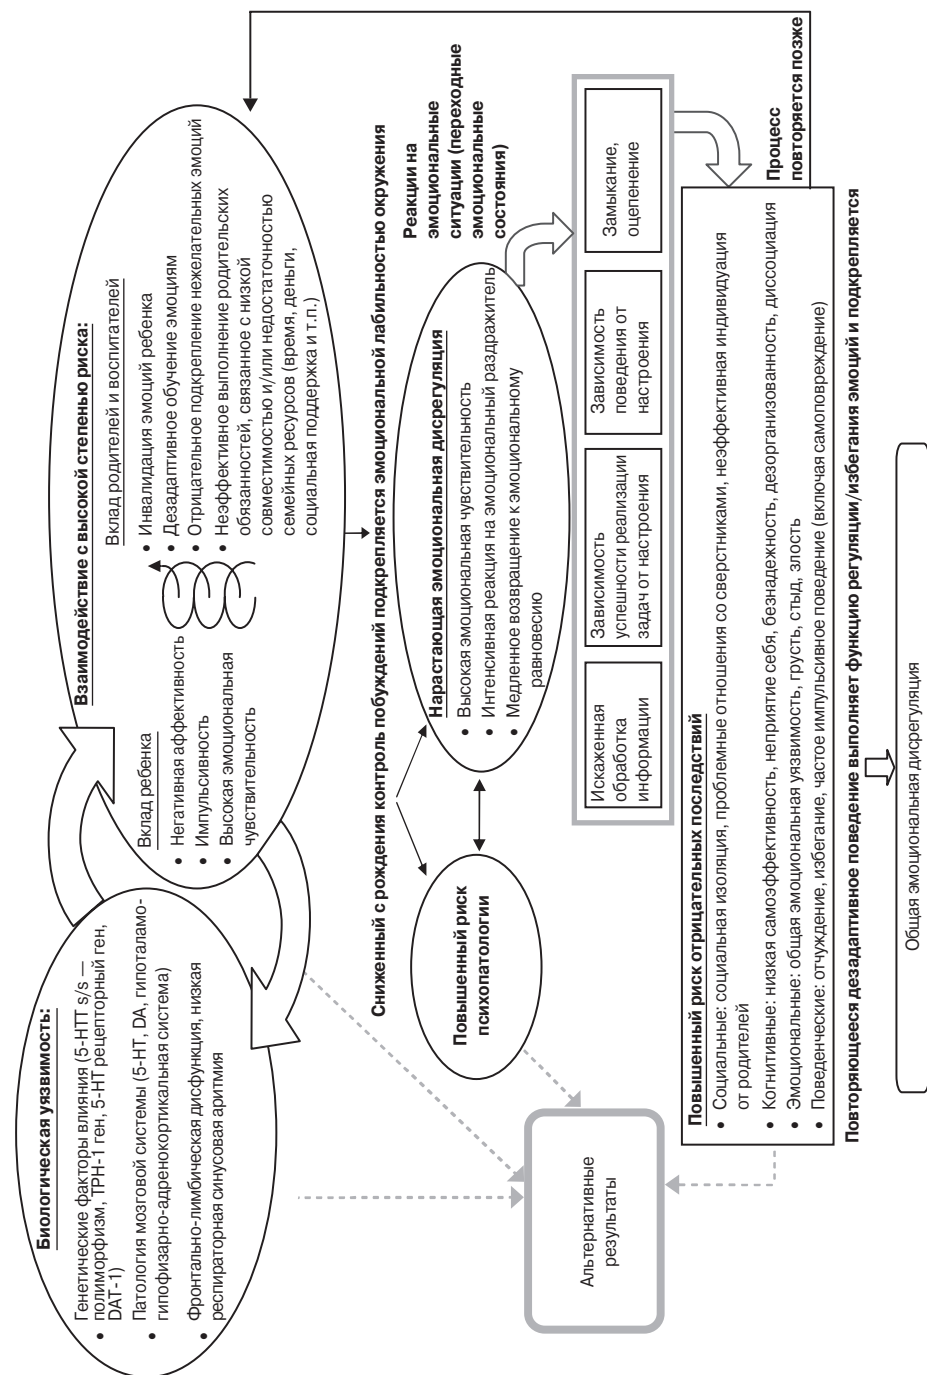 Биологическая уязвимость:
Генетические факторы влияния (5-HTT s/s —
• полиморфизм, TPH-1 ген, 5-HT рецепторный ген,
DAT-1)
Патология мозговой системы (5-HT, DA, гипоталамо-
• гипофизарно-адренокортикальная система)
Фронтально-лимбическая дисфункция, низкая
• респираторная синусовая аритмия
Взаимодействие с высокой степенью риска:
Вклад ребенка
• Негативная аффективность
• Импульсивность
• Высокая эмоциональная
чувствительность
Вклад родителей и воспитателей
• Инвалидация эмоций ребенка
• Дезадаптивное обучение эмоциям
• Отрицательное подкрепление нежелательных эмоций
• Неэффективное выполнение родительских
обязанностей, связанное с низкой
совместимостью и/или недостаточностью
семейных ресурсов (время, деньги,
социальная поддержка и т.п.)
Сниженный с рождения контроль побуждений подкрепляется эмоциональной лабильностью окружения
Повышенный риск
психопатологии
Нарастающая эмоциональная дисрегуляция
• Высокая эмоциональная чувствительность
• Интенсивная реакция на эмоциональный раздражитель
• Медленное возвращение к эмоциональному
равновесию
Реакции на
эмоциональные
ситуации (переходные
эмоциональные
состояния)
Искаженная
обработка
информации
Зависимость
успешности реализации
задач от настроения
Зависимость
поведения от
настроения
Замыкание,
оцепенение
Альтернативные
результаты
Процесс
повторяется позже
Повышенный риск отрицательных последствий
• Социальные: социальная изоляция, проблемные отношения со сверстниками, неэффективная индивидуация
от родителей
• Когнитивные: низкая самоэффективность, неприятие себя, безнадежность, дезорганизованность, диссоциация
• Эмоциональные: общая эмоциональная уязвимость, грусть, стыд, злость
• Поведенческие: отчуждение, избегание, частое импульсивное поведение (включая самоповреждение)
Повторяющееся дезадаптивное поведение выполняет функцию регуляции/избегания эмоций и подкрепляется
Общая эмоциональная дисрегуляция